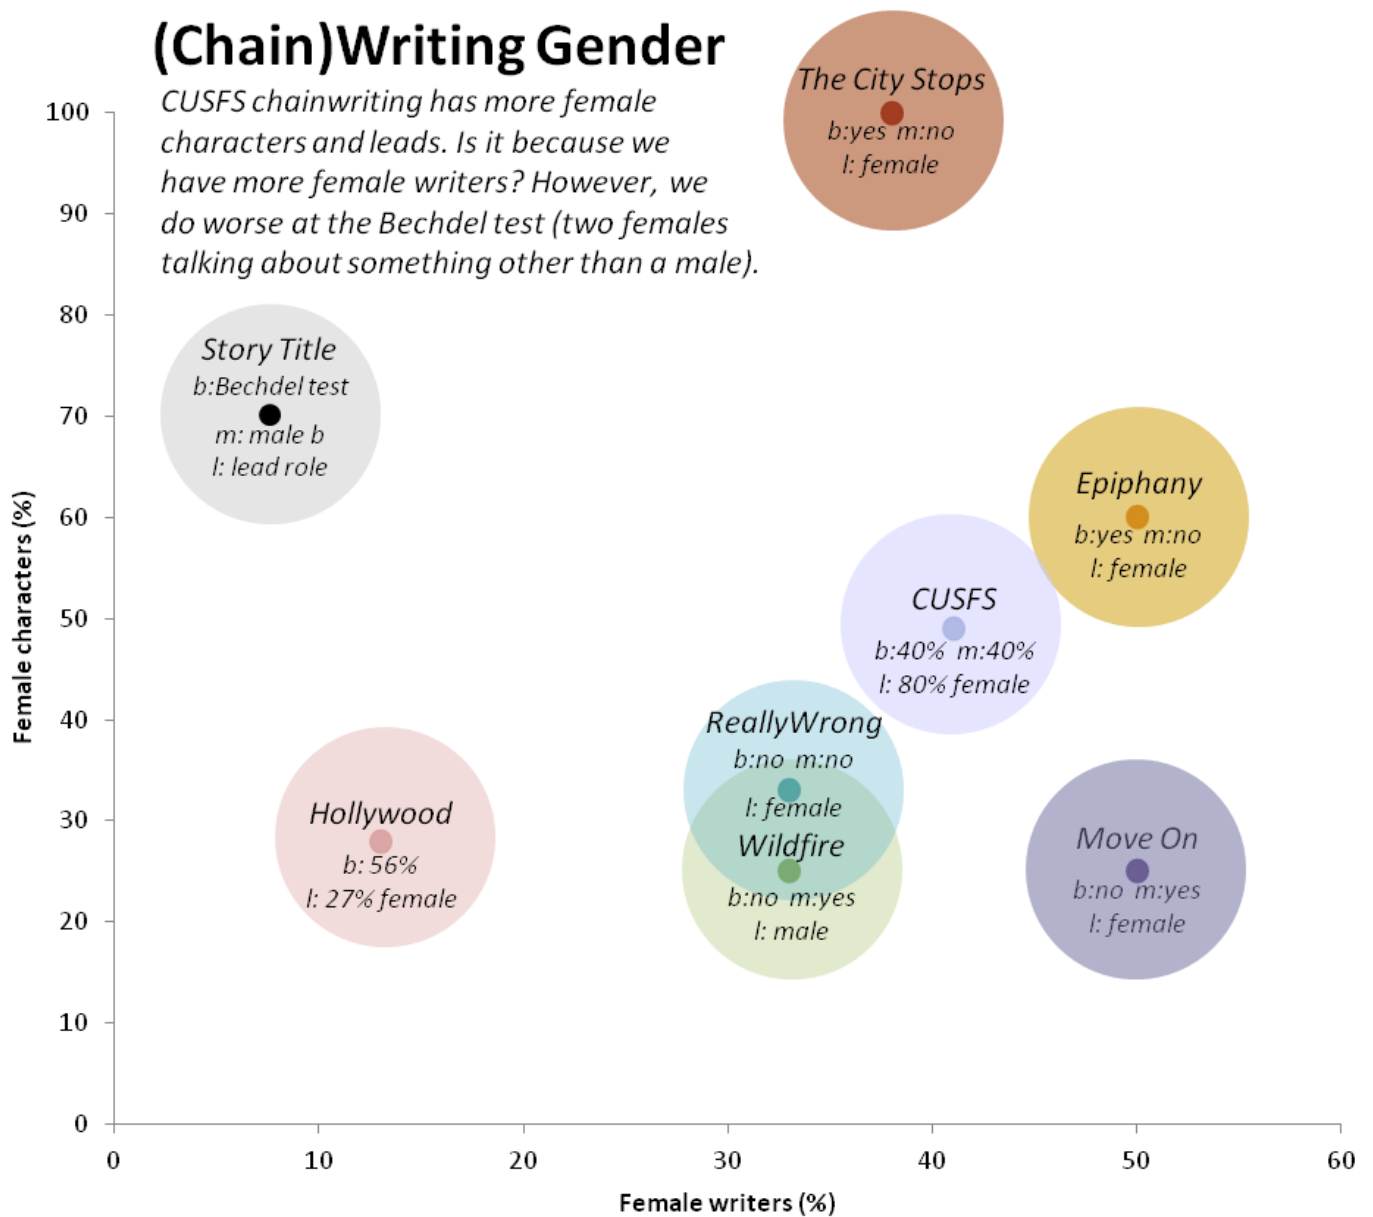 (Chain)Writing Gender
CUSFS chainwriting has more female
characters and leads. Is it because we
have more female writers? However, we
do worse at the Bechdel test (two females
talking about something other than a male).
The City Stops
b:yes m:no
l: female
Story Title
b:Bechdel test
m: male b
l: lead role
Epiphany
b:yes m:no
l: female
CUSFS
b:40% m:40%
l: 80% female
ReallyWrong
b:no m:no
l: female
Hollywood
b: 56%
l: 27% female
Wildfire
b:no m:yes
l: male
Move On
b:no m:yes
l: female
Female characters (%)
100
90
80
70
60
50
40
30
20
10
0
0 10 20 30 40 50 60
Female writers (%)